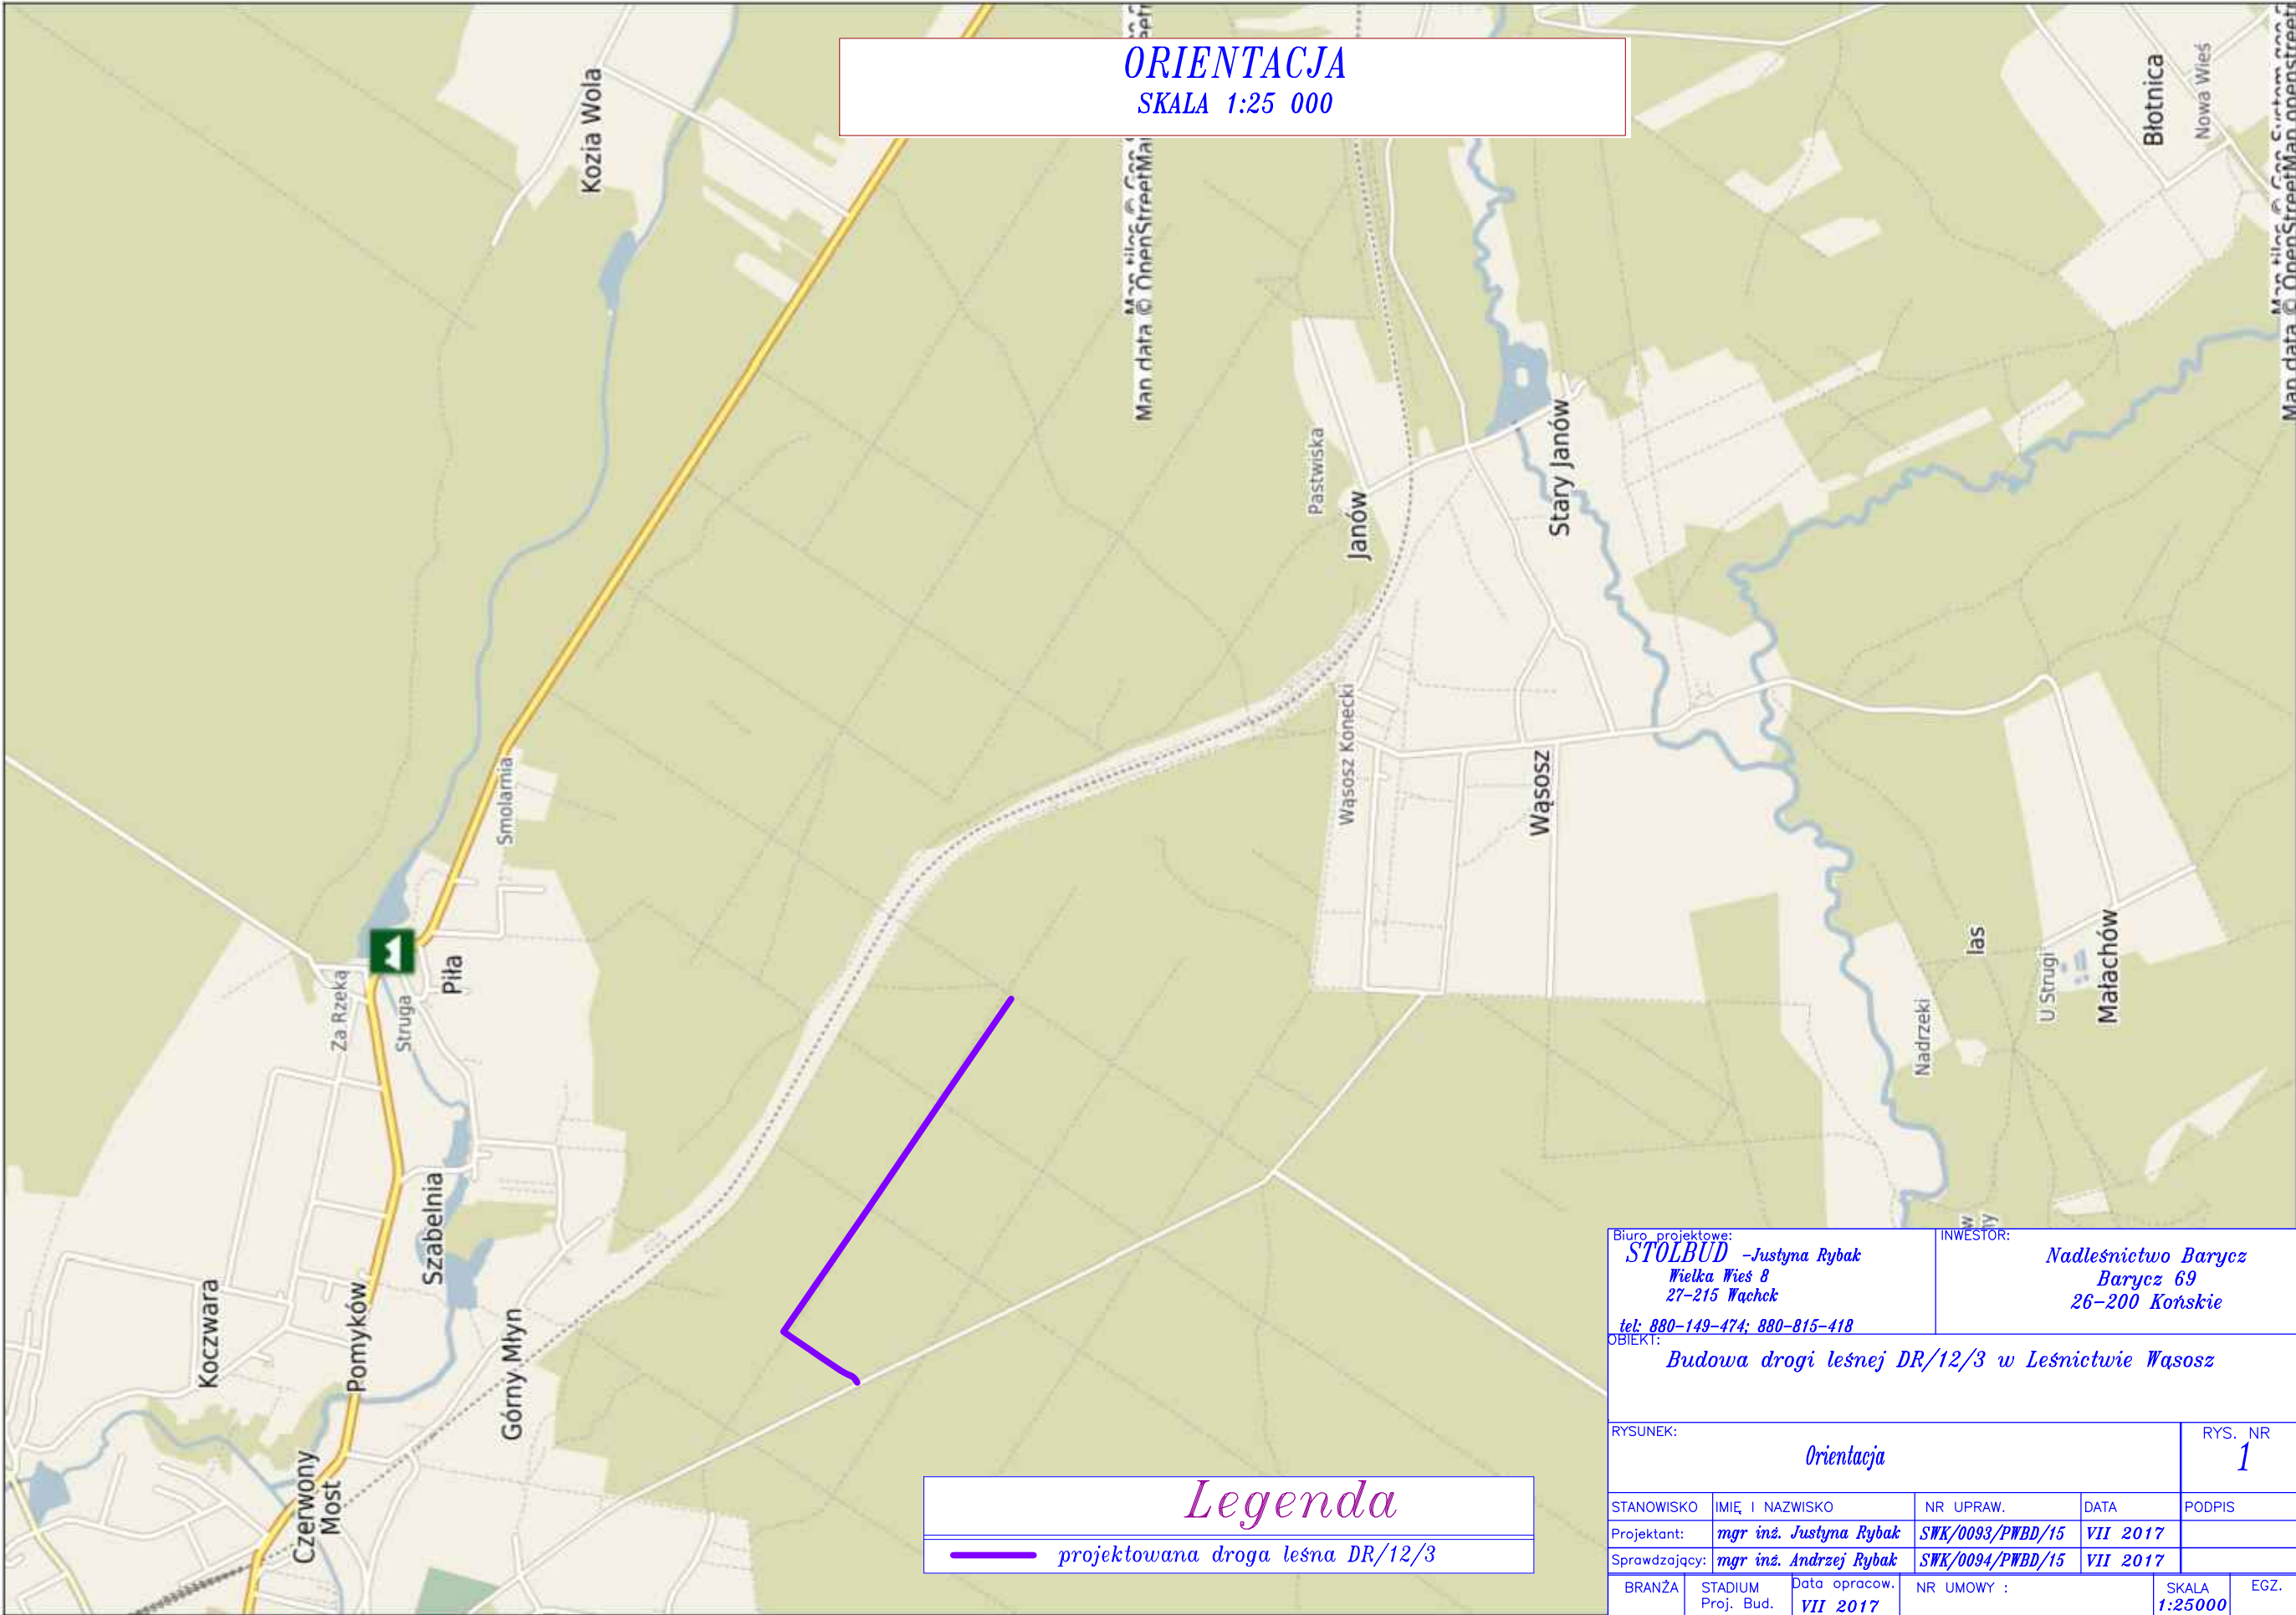 ORIENTACJA
SKALA 1:25 000
Kozia Wola
Błotnica
Nowa Wieś
Map data © OpenStreetMap
Pastwiska
Janów
Stary Janów
Smolarnia
Wąsosz Konecki
Wąsosz
Piła
Za Rzeka
Struga
las
U Strugi
Małachów
Nadrzeki
Szabelnia
Koczwara
Pomyków
Górny Młyn
Czerwony
Most
Legenda
projektowana droga leśna DR/12/3
Biuro projektowe:
STOLBUD -Justyna Rybak
Wielka Wieś 8
27-215 Wąchck
tel: 880-149-474; 880-815-418
INWESTOR:
Nadleśnictwo Barycz
Barycz 69
26-200 Końskie
OBIEKT:
Budowa drogi leśnej DR/12/3 w Leśnictwie Wąsosz
RYSUNEK:
Orientacja
RYS. NR
1
STANOWISKO IMIĘ I NAZWISKO NR UPRAW. DATA PODPIS
Projektant: mgr inż. Justyna Rybak SWK/0093/PWBD/15 VII 2017
Sprawdzający: mgr inż. Andrzej Rybak SWK/0094/PWBD/15 VII 2017
BRANŻA STADIUM Data opracow. NR UMOWY : SKALA EGZ.
Proj. Bud. VII 2017 1:25000